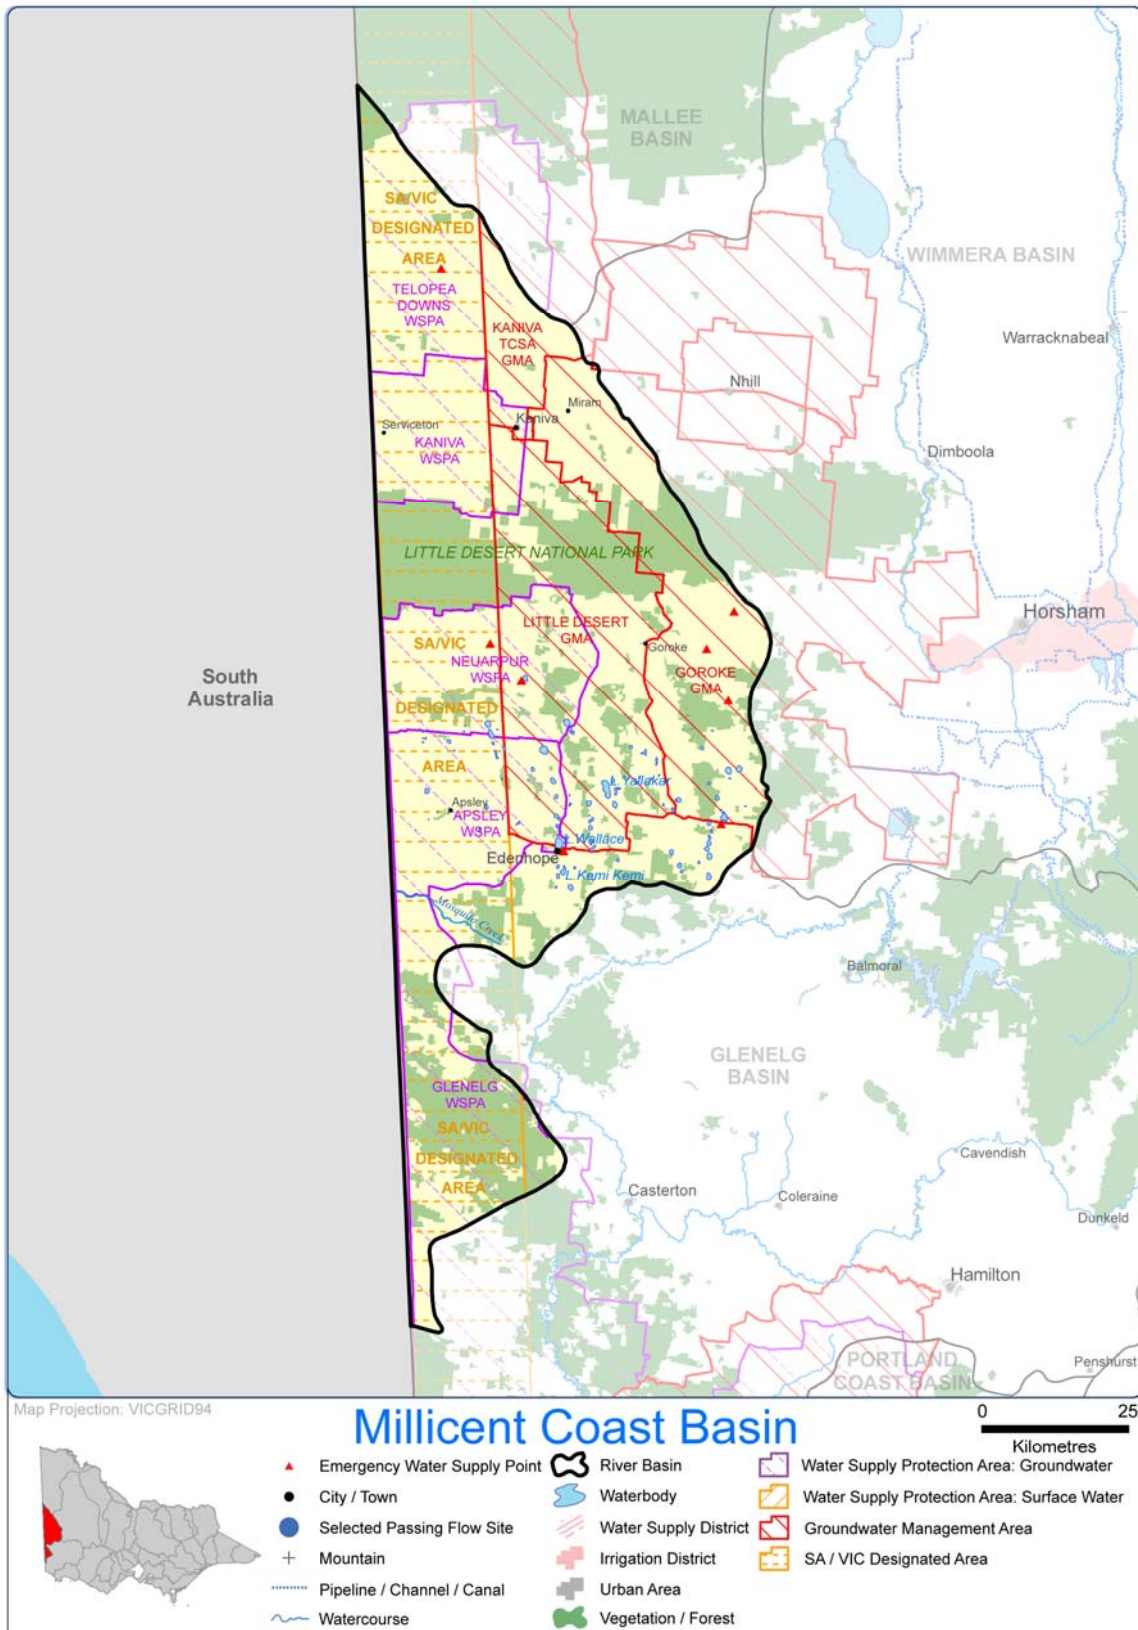 MALLEE
BASIN
WIMMERA BASIN
SA/VIC
DESIGNATED
AREA
TELOPEA
DOWNS
WSPA
KANIVA
TCSA
GMA
Warracknabeal
Nhill
Miram
Kaniva
Serviceton
KANIVA
WSPA
Dimboola
LITTLE DESERT NATIONAL PARK
Horsham
LITTLE DESERT
GMA
SA/VIC
NEUARPUR
WSPA
Goroke
GOROKE
GMA
South
Australia
DESIGNATED
AREA
L. Yallakar
Apsley
APSLEY
WSPA
L. Wallace
Edenhope
L. Kemi Kemi
Mosquito Creek
Balmoral
GLENELG
BASIN
GLENELG
WSPA
SA/VIC
DESIGNATED
AREA
Cavendish
Casterton
Coleraine
Dunkeld
Hamilton
PORTLAND
COAST BASIN
Penshurst
Map Projection: VICGRID94
Millicent Coast Basin
0 25
Kilometres
Emergency Water Supply Point
City / Town
Selected Passing Flow Site
Mountain
Pipeline / Channel / Canal
Watercourse
River Basin
Waterbody
Water Supply District
Irrigation District
Urban Area
Vegetation / Forest
Water Supply Protection Area: Groundwater
Water Supply Protection Area: Surface Water
Groundwater Management Area
SA / VIC Designated Area